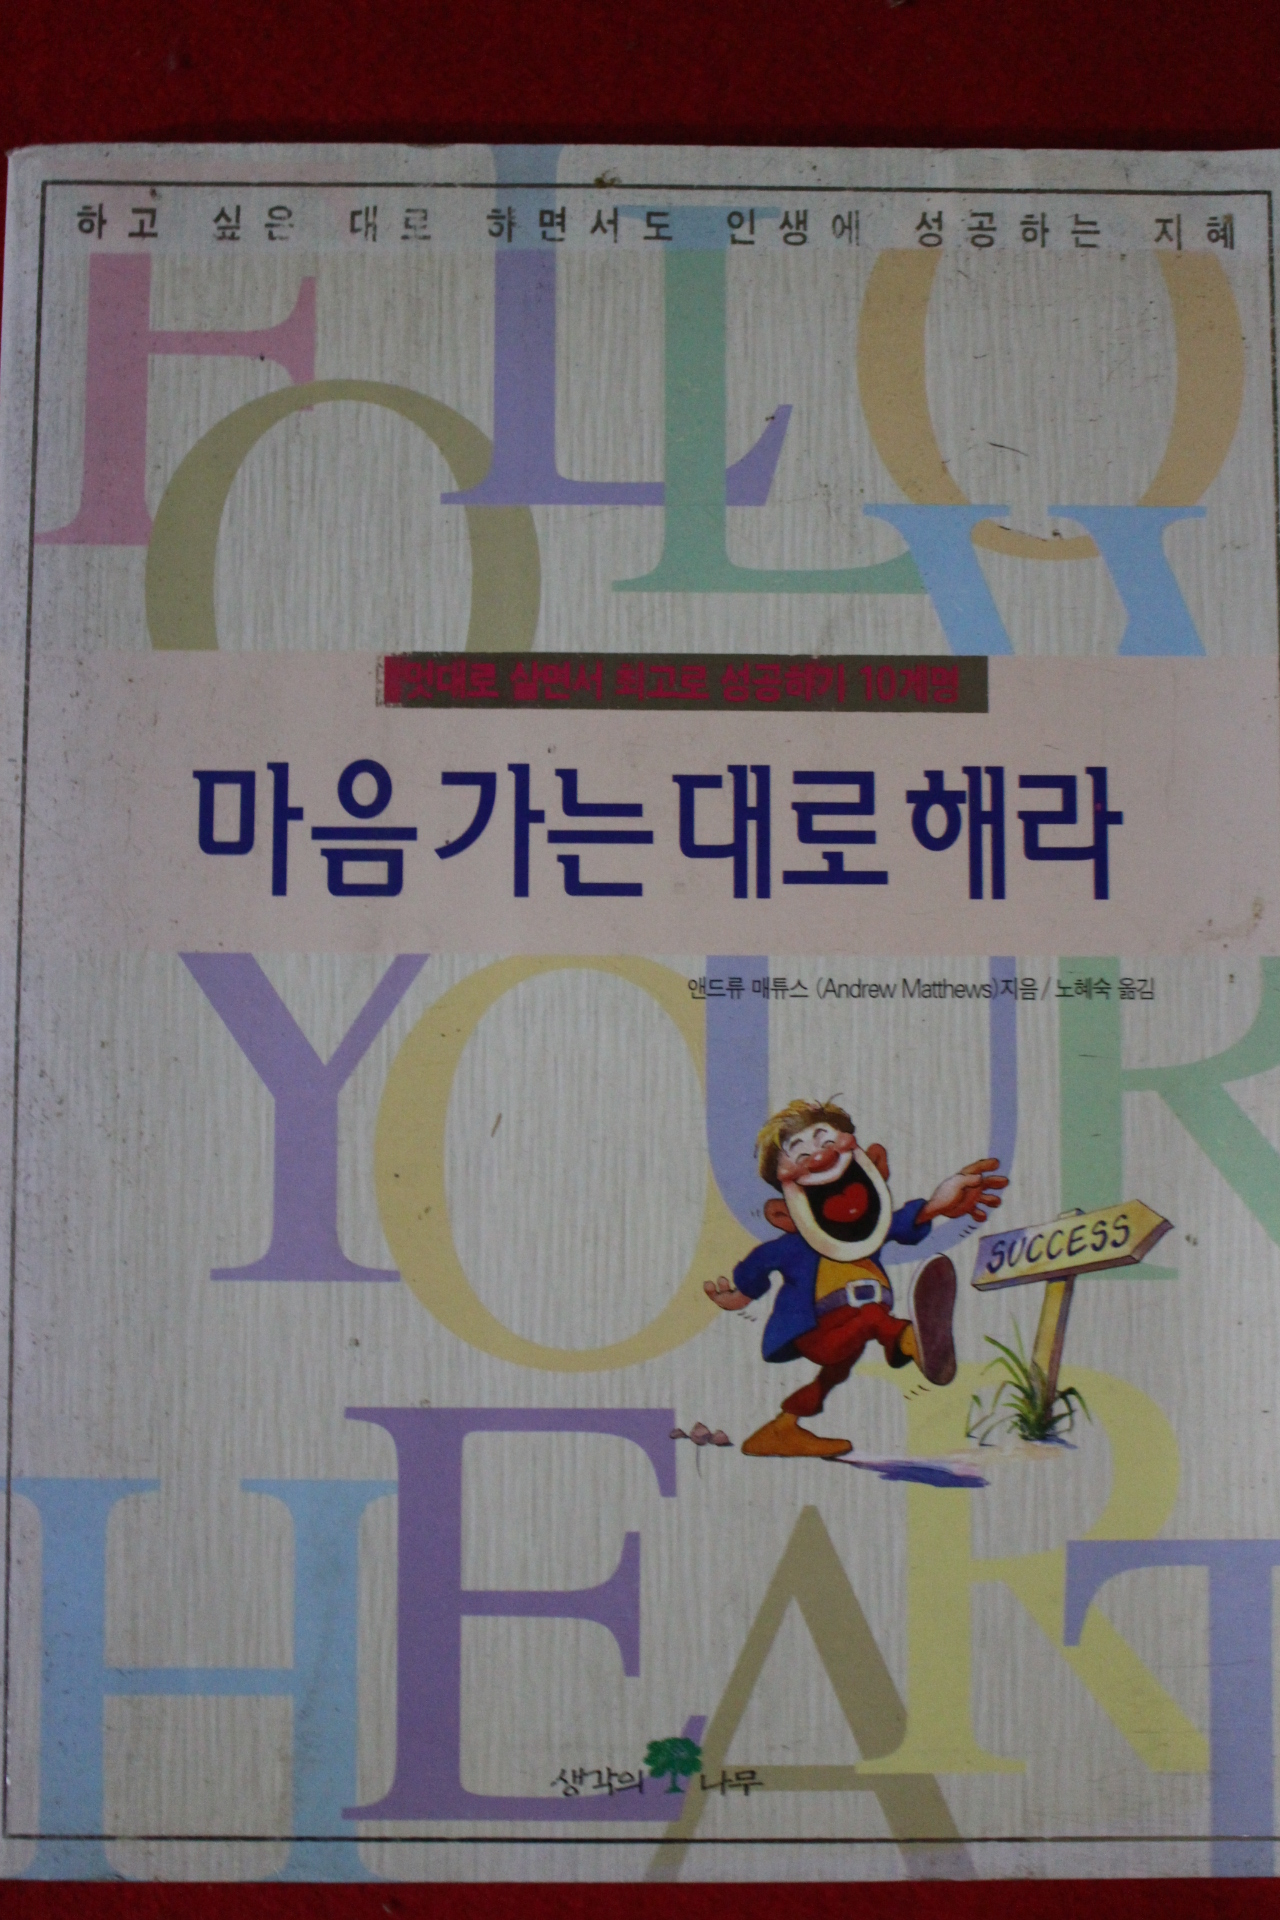 하고 싶은 대로 하면서도 인생에 성공하는 지혜
FOLLOW
멋대로 살면서 최고로 성공하기 10계명
마음 가는 대로 해라
앤드류 매튜스 (Andrew Matthews)지음 / 노혜숙 옮김
YOUR
SUCCESS
HEART
생각의 나무